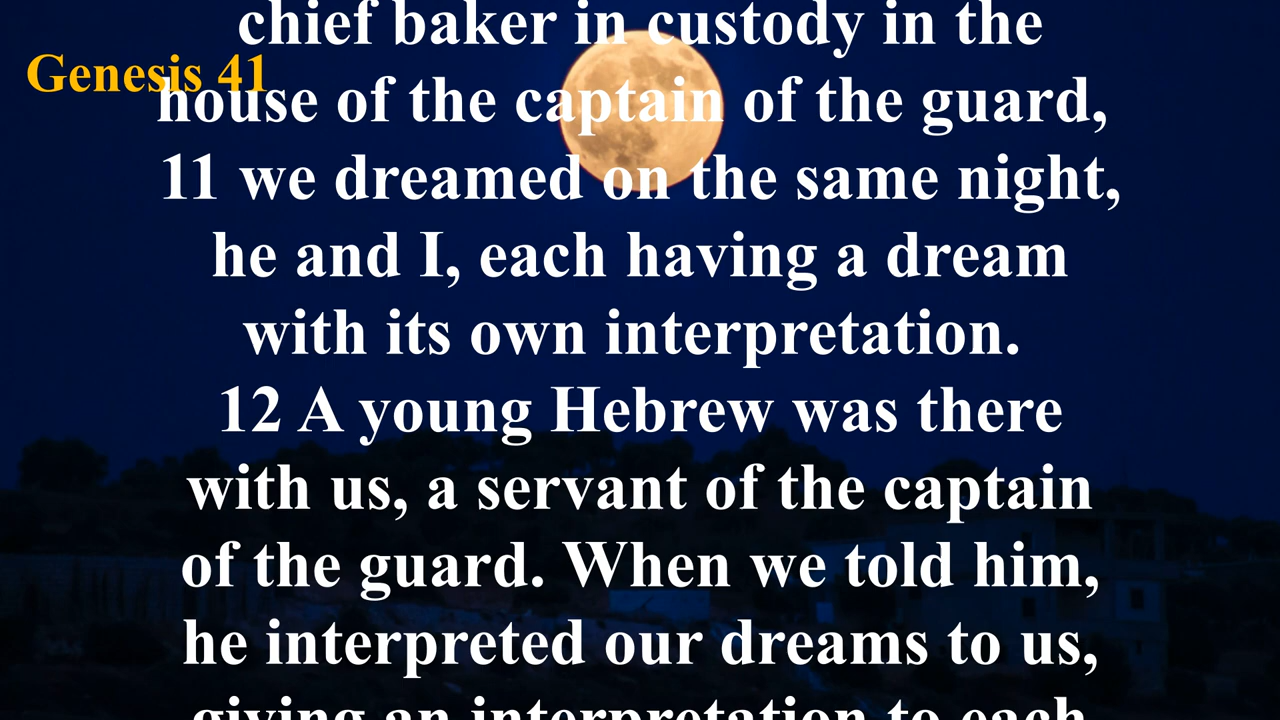 chief baker in custody in the
Genesis 41
house of the captain of the guard,
11 we dreamed on the same night,
he and I, each having a dream
with its own interpretation.
12 A young Hebrew was there
with us, a servant of the captain
of the guard. When we told him,
he interpreted our dreams to us,
giving an interpretation to each